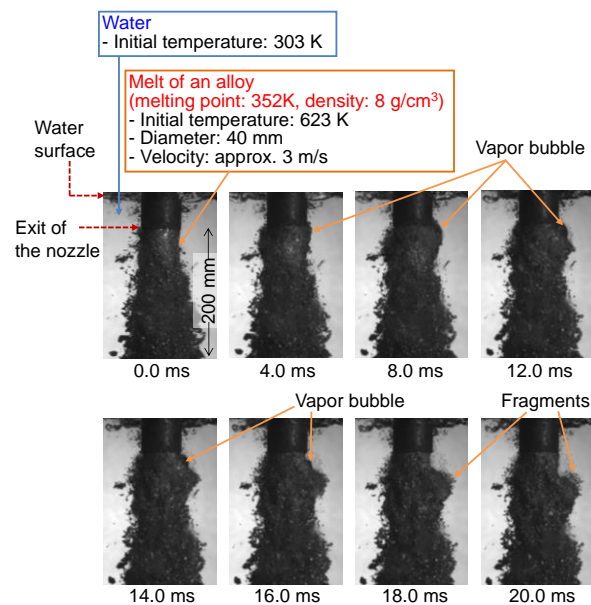 Water
- Initial temperature: 303 K
Melt of an alloy
(melting point: 352K, density: 8 g/cm³)
- Initial temperature: 623 K
- Diameter: 40 mm
- Velocity: approx. 3 m/s
Water
surface
Vapor bubble
Exit of
the nozzle
200 mm
0.0 ms
4.0 ms
8.0 ms
12.0 ms
Vapor bubble
Fragments
14.0 ms
16.0 ms
18.0 ms
20.0 ms